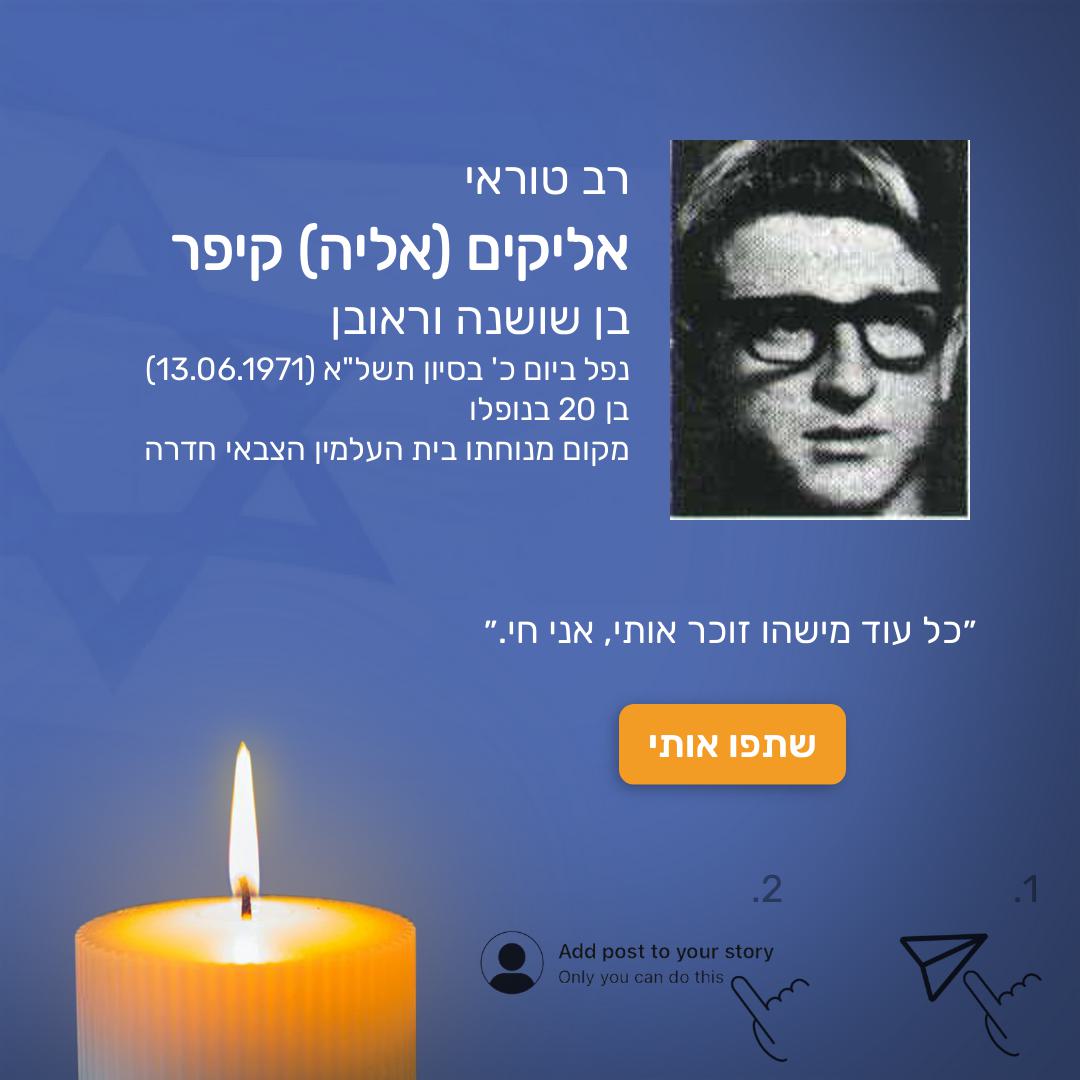 רב טוראי
אליקים (אליה) קיפר
בן שושנה וראובן
נפל ביום כ' בסיון תשל"א (13.06.1971)
בן 20 בנופלו
מקום מנוחתו בית העלמין הצבאי חדרה
״כל עוד מישהו זוכר אותי, אני חי.״
שתפו אותי
1.
2.
Add post to your story
Only you can do this